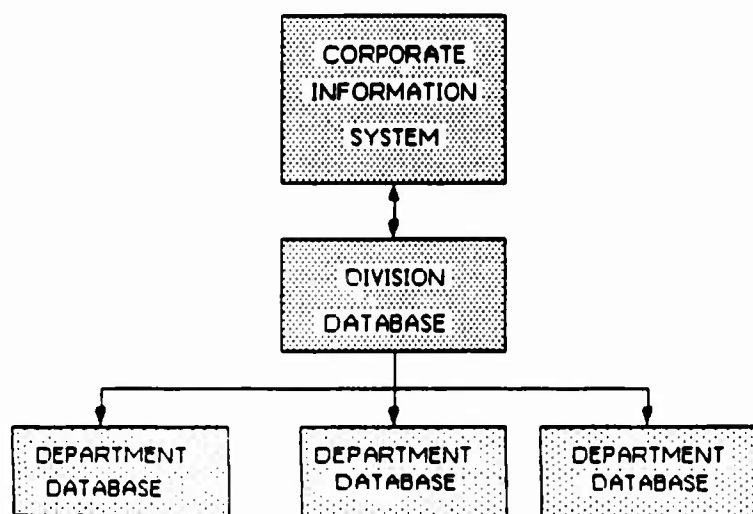 CORPORATE
INFORMATION
SYSTEM
DIVISION
DATABASE
DEPARTMENT
DATABASE
DEPARTMENT
DATABASE
DEPARTMENT
DATABASE